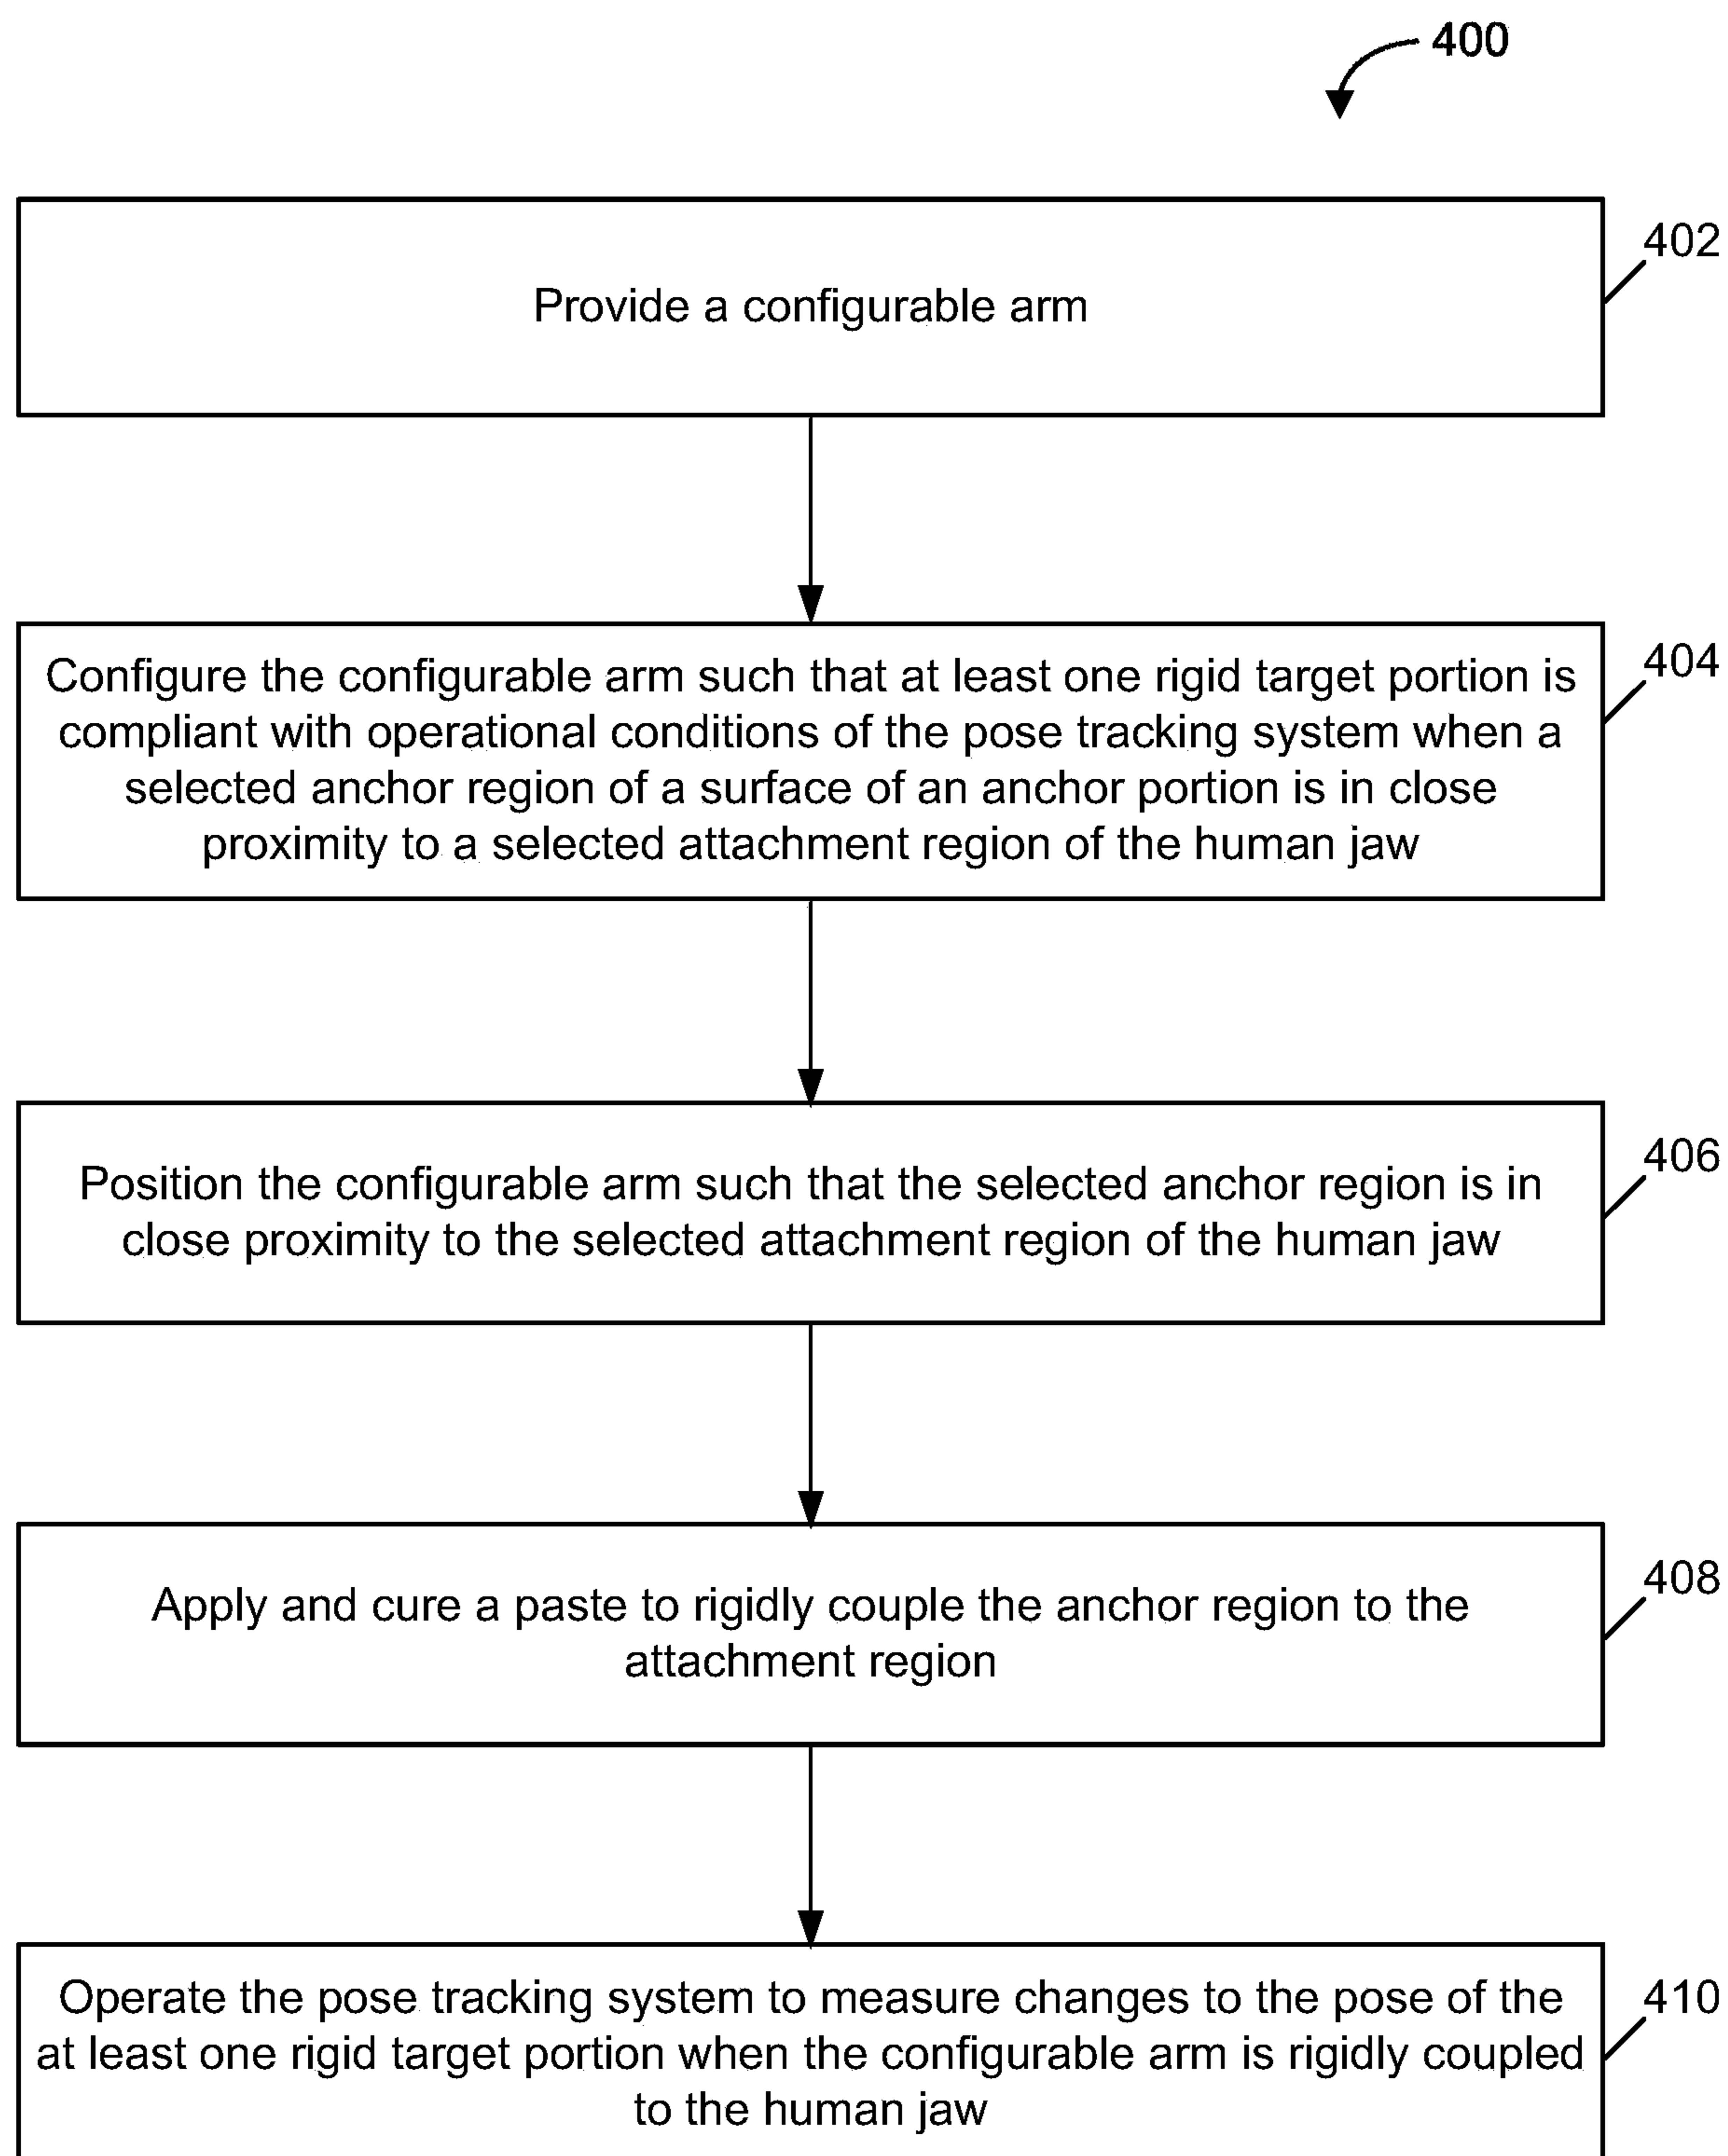 400
402
Provide a configurable arm
404
Configure the configurable arm such that at least one rigid target portion is
compliant with operational conditions of the pose tracking system when a
selected anchor region of a surface of an anchor portion is in close
proximity to a selected attachment region of the human jaw
406
Position the configurable arm such that the selected anchor region is in
close proximity to the selected attachment region of the human jaw
408
Apply and cure a paste to rigidly couple the anchor region to the
attachment region
410
Operate the pose tracking system to measure changes to the pose of the
at least one rigid target portion when the configurable arm is rigidly coupled
to the human jaw